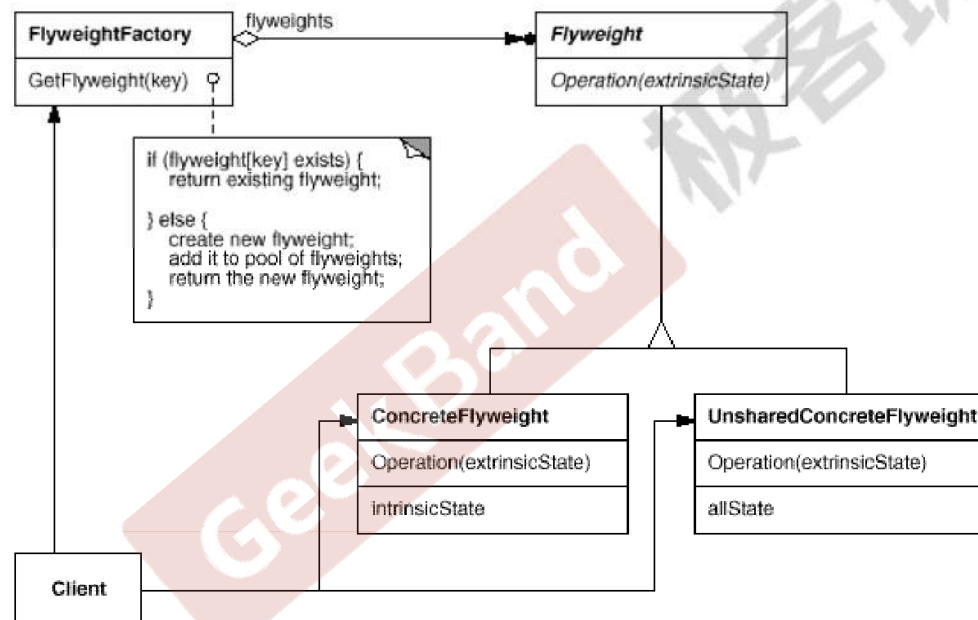 flyweights
FlyweightFactory
GetFlyweight(key)
Flyweight
Operation(extrinsicState)
if (flyweight[key] exists) {
return existing flyweight;
} else {
create new flyweight;
add it to pool of flyweights;
return the new flyweight;
}
ConcreteFlyweight
Operation(extrinsicState)
intrinsicState
UnsharedConcreteFlyweight
Operation(extrinsicState)
allState
Client
GeekBand
极客